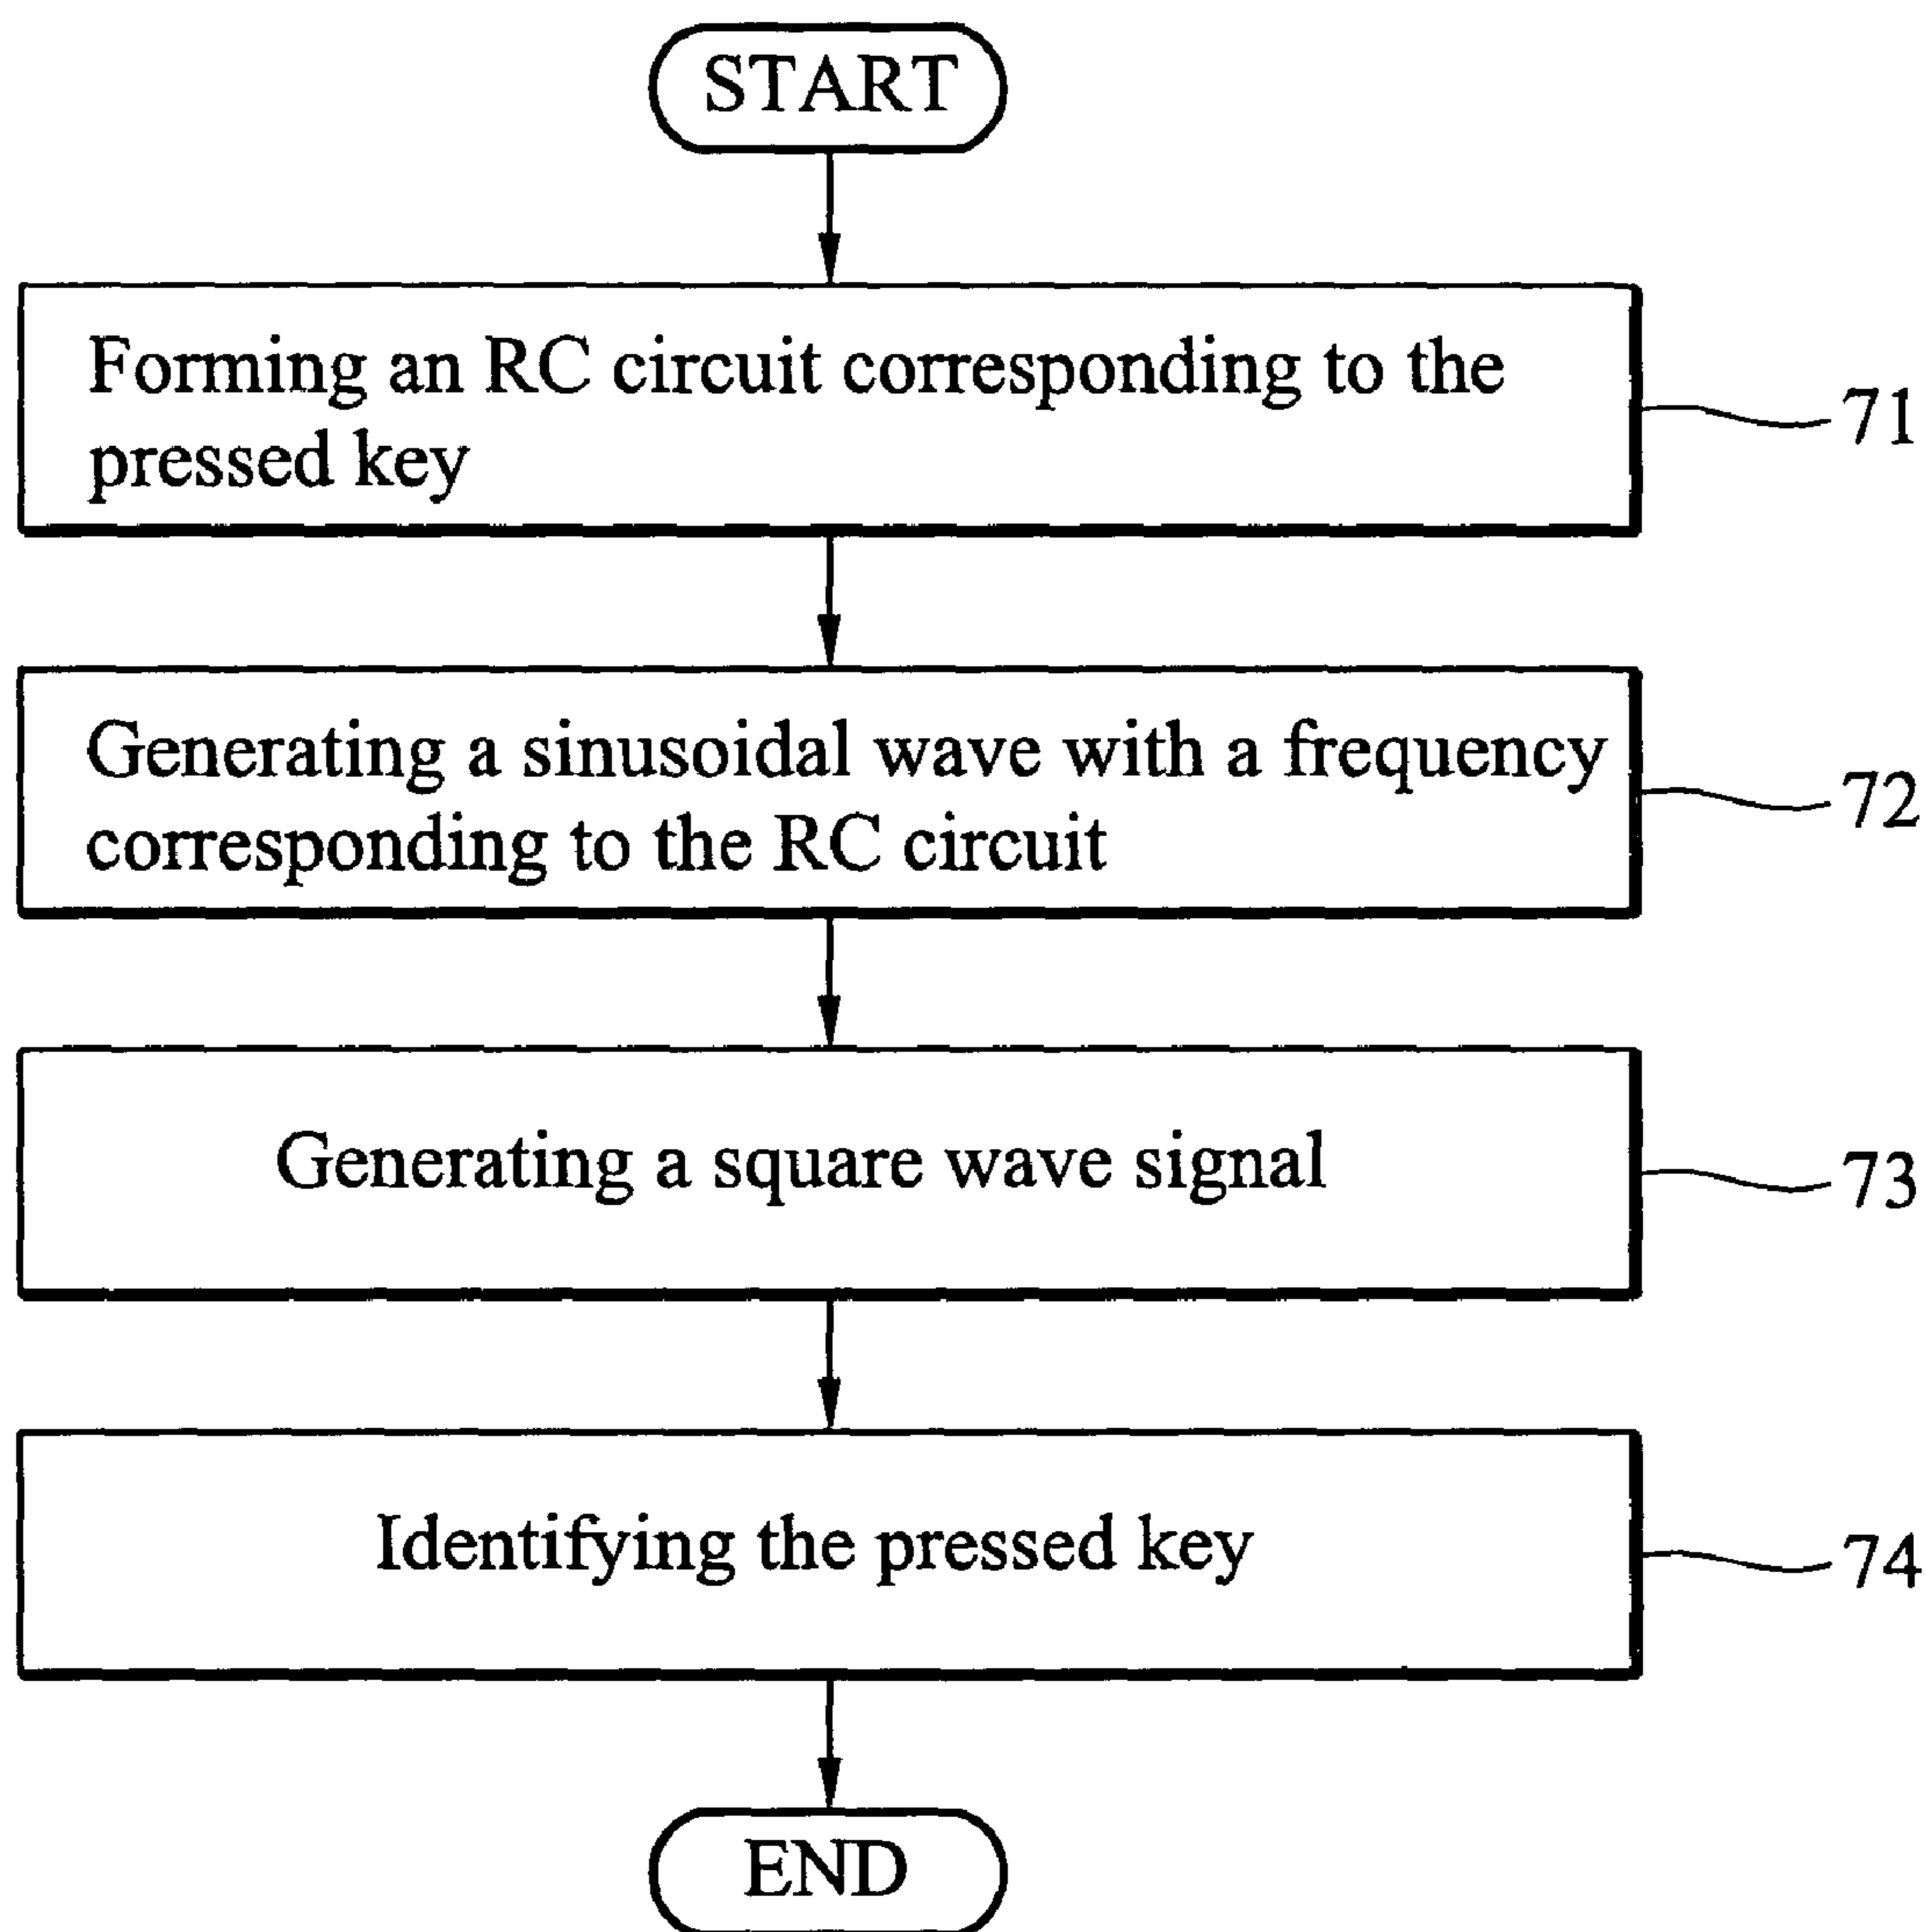 START
Forming an RC circuit corresponding to the
pressed key
71
Generating a sinusoidal wave with a frequency
corresponding to the RC circuit
72
Generating a square wave signal
73
Identifying the pressed key
74
END